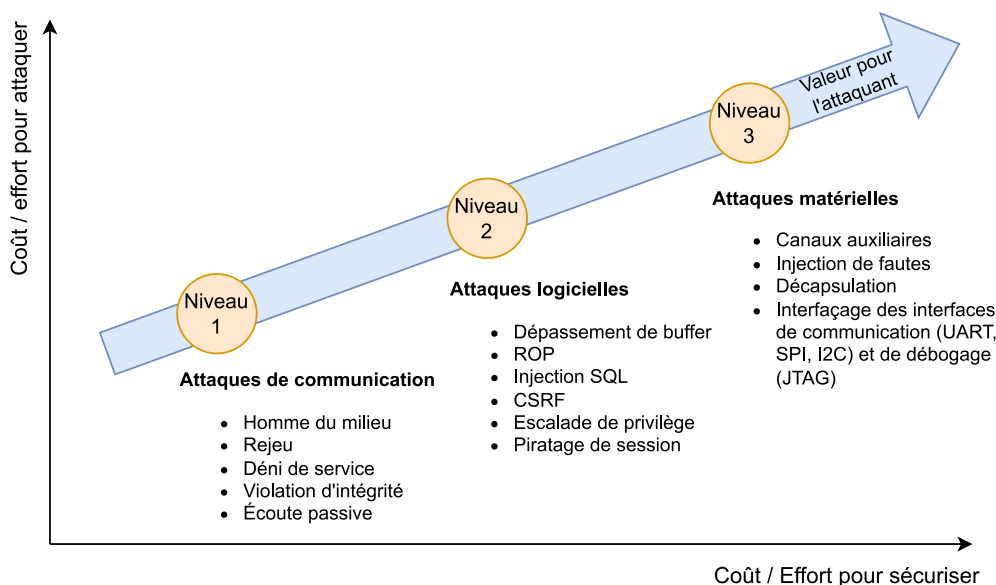 Coût / effort pour attaquer
Valeur pour
l'attaquant
Niveau
3
Niveau
2
Niveau
1
Attaques matérielles
• Canaux auxiliaires
• Injection de fautes
• Décapsulation
• Interfaçage des interfaces
de communication (UART,
SPI, I2C) et de débogage
(JTAG)
Attaques logicielles
• Dépassement de buffer
• ROP
• Injection SQL
• CSRF
• Escalade de privilège
• Piratage de session
Attaques de communication
• Homme du milieu
• Rejeu
• Déni de service
• Violation d'intégrité
• Écoute passive
Coût / Effort pour sécuriser